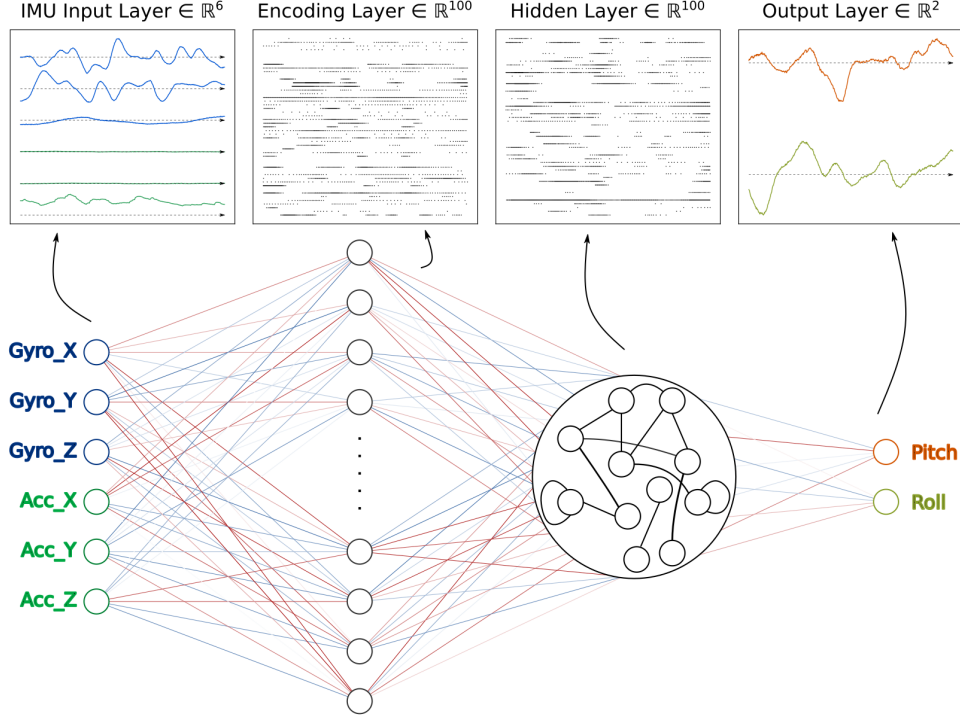 IMU Input Layer ∈ ℝ⁶
Encoding Layer ∈ ℝ¹⁰⁰
Hidden Layer ∈ ℝ¹⁰⁰
Output Layer ∈ ℝ²
Gyro_X
Gyro_Y
Gyro_Z
Acc_X
Acc_Y
Acc_Z
Pitch
Roll